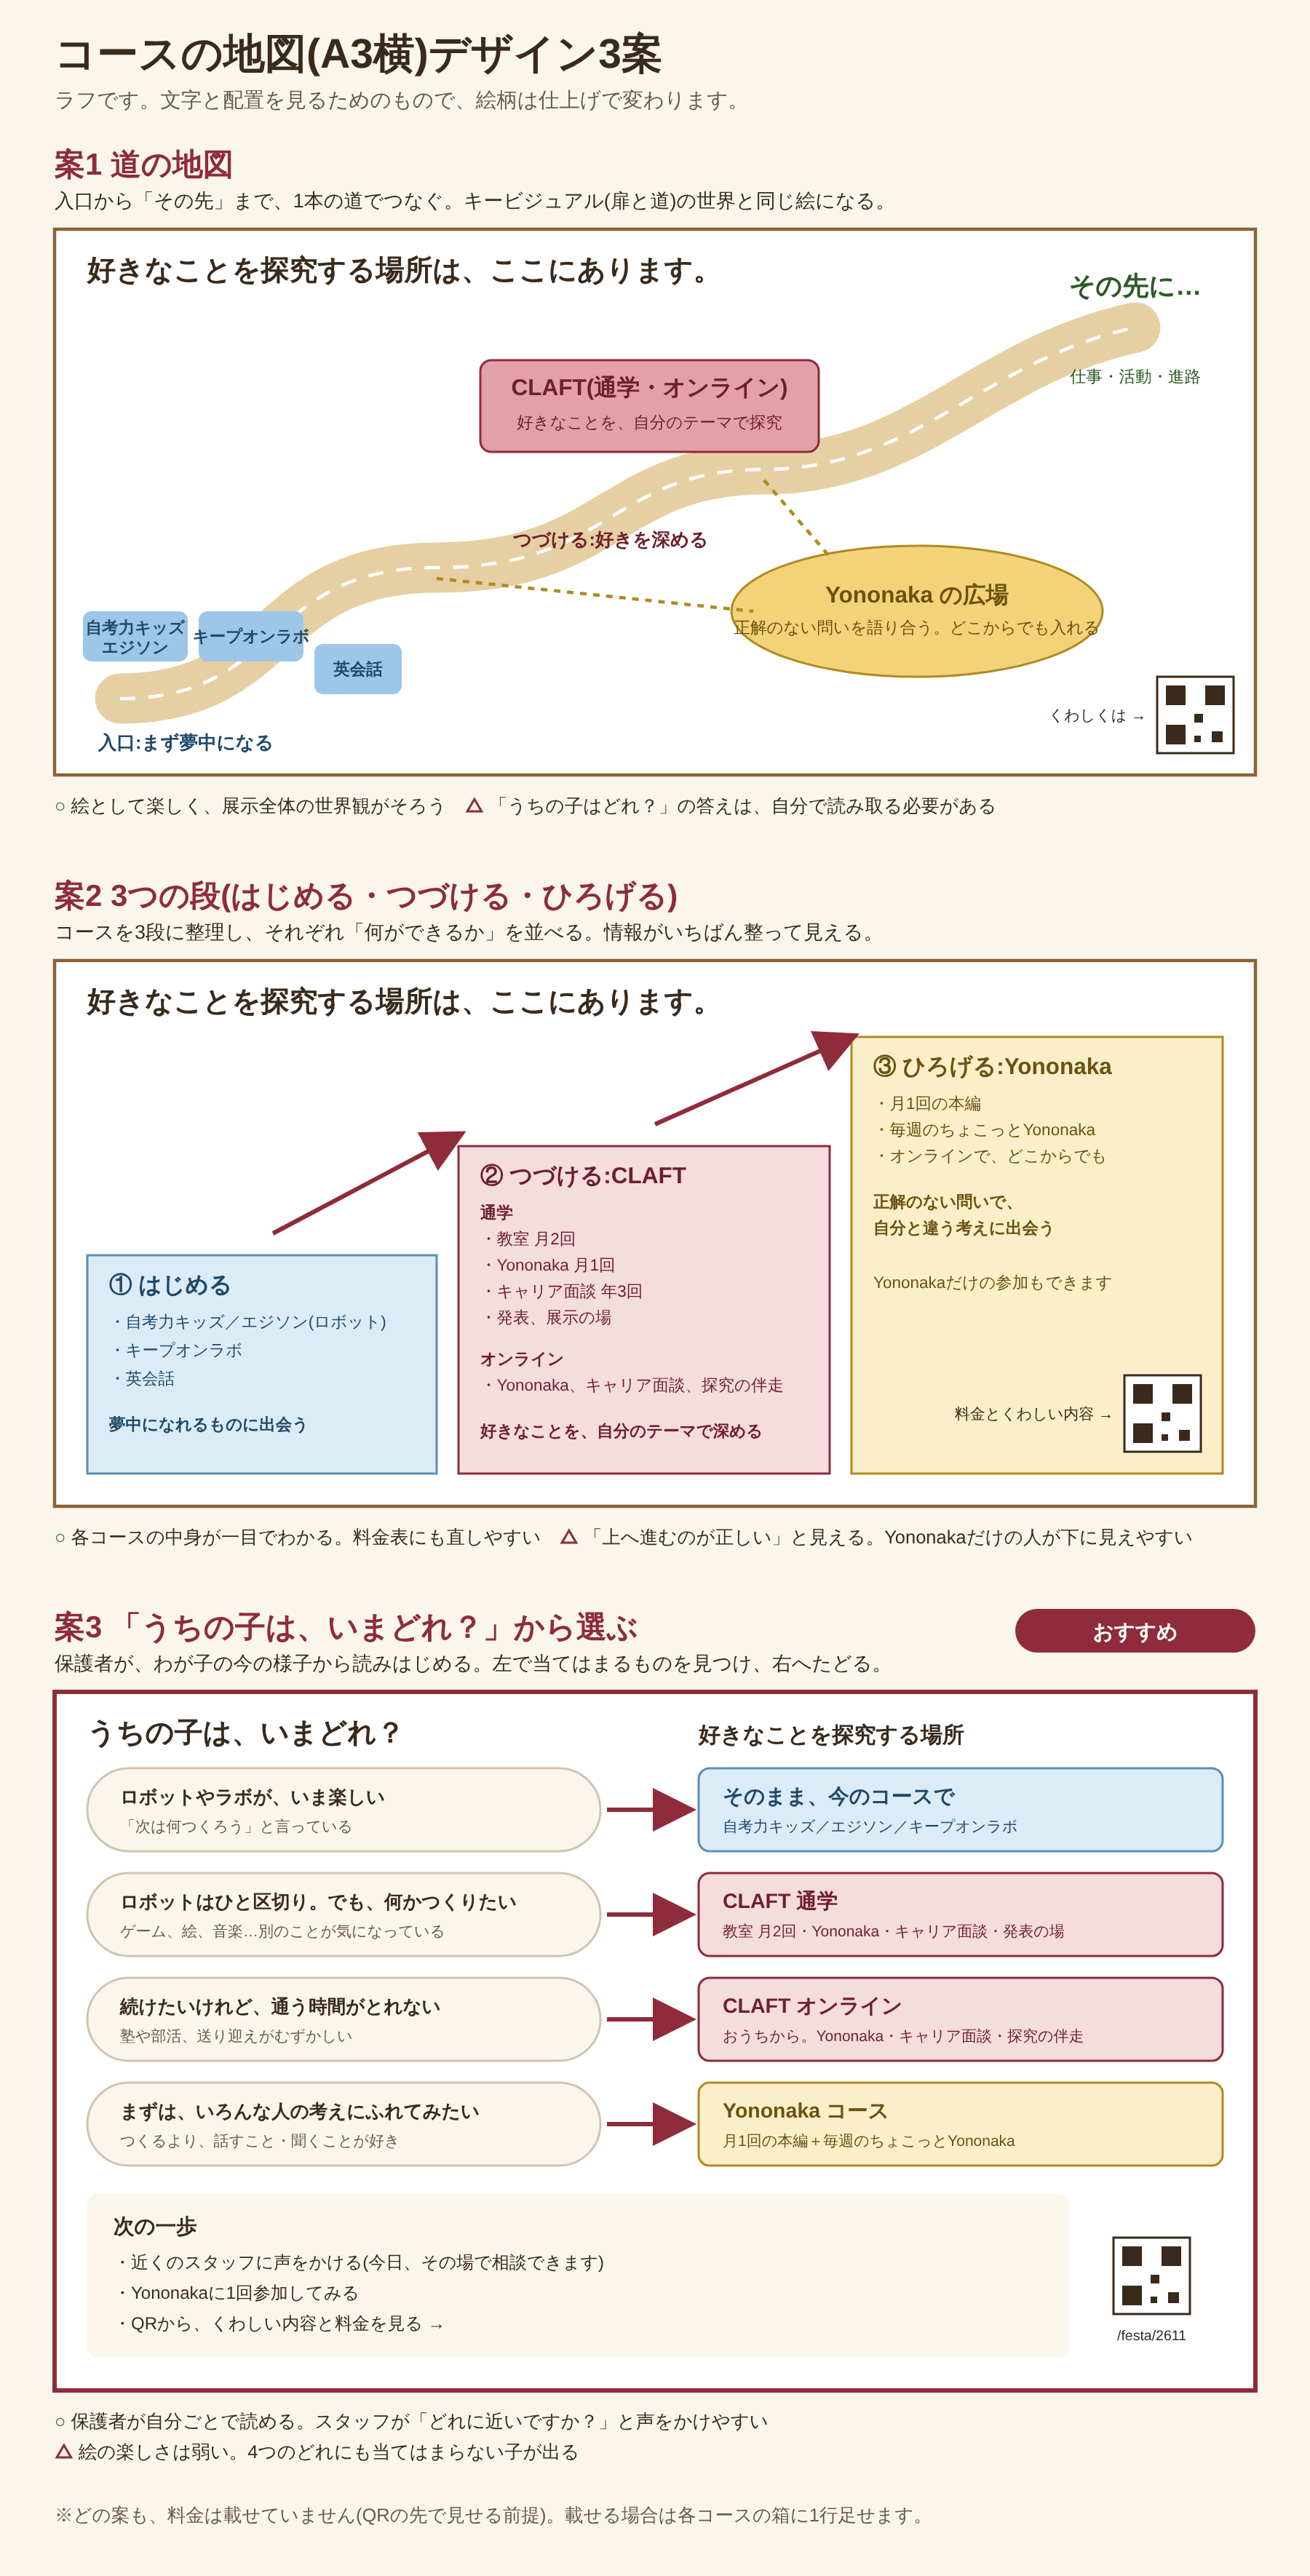 コースの地図(A3横)デザイン3案
ラフです。文字と配置を見るためのもので、絵柄は仕上げで変わります。
案1 道の地図
入口から「その先」まで、1本の道でつなぐ。キービジュアル(扉と道)の世界と同じ絵になる。
好きなことを探究する場所は、ここにあります。
その先に…
仕事・活動・進路
CLAFT(通学・オンライン)
好きなことを、自分のテーマで探究
つづける:好きを深める
Yononaka の広場
正解のない問いを語り合う。どこからでも入れる
自考力キッズ
エジソン
キープオンラボ
英会話
入口:まず夢中になる
くわしくは →
○ 絵として楽しく、展示全体の世界観がそろう △ 「うちの子はどれ？」の答えは、自分で読み取る必要がある
案2 3つの段(はじめる・つづける・ひろげる)
コースを3段に整理し、それぞれ「何ができるか」を並べる。情報がいちばん整って見える。
好きなことを探究する場所は、ここにあります。
① はじめる
・自考力キッズ／エジソン(ロボット)
・キープオンラボ
・英会話
夢中になれるものに出会う
② つづける:CLAFT
通学
・教室 月2回
・Yononaka 月1回
・キャリア面談 年3回
・発表、展示の場
オンライン
・Yononaka、キャリア面談、探究の伴走
好きなことを、自分のテーマで深める
③ ひろげる:Yononaka
・月1回の本編
・毎週のちょこっとYononaka
・オンラインで、どこからでも
正解のない問いで、
自分と違う考えに出会う
Yononakaだけの参加もできます
料金とくわしい内容 →
○ 各コースの中身が一目でわかる。料金表にも直しやすい △ 「上へ進むのが正しい」と見える。Yononakaだけの人が下に見えやすい
案3 「うちの子は、いまどれ？」から選ぶ
おすすめ
保護者が、わが子の今の様子から読みはじめる。左で当てはまるものを見つけ、右へたどる。
うちの子は、いまどれ？
好きなことを探究する場所
ロボットやラボが、いま楽しい
「次は何つくろう」と言っている
そのまま、今のコースで
自考力キッズ／エジソン／キープオンラボ
ロボットはひと区切り。でも、何かつくりたい
ゲーム、絵、音楽…別のことが気になっている
CLAFT 通学
教室 月2回・Yononaka・キャリア面談・発表の場
続けたいけれど、通う時間がとれない
塾や部活、送り迎えがむずかしい
CLAFT オンライン
おうちから。Yononaka・キャリア面談・探究の伴走
まずは、いろんな人の考えにふれてみたい
つくるより、話すこと・聞くことが好き
Yononaka コース
月1回の本編＋毎週のちょこっとYononaka
次の一歩
・近くのスタッフに声をかける(今日、その場で相談できます)
・Yononakaに1回参加してみる
・QRから、くわしい内容と料金を見る →
/festa/2611
○ 保護者が自分ごとで読める。スタッフが「どれに近いですか？」と声をかけやすい
△ 絵の楽しさは弱い。4つのどれにも当てはまらない子が出る
※どの案も、料金は載せていません(QRの先で見せる前提)。載せる場合は各コースの箱に1行足せます。